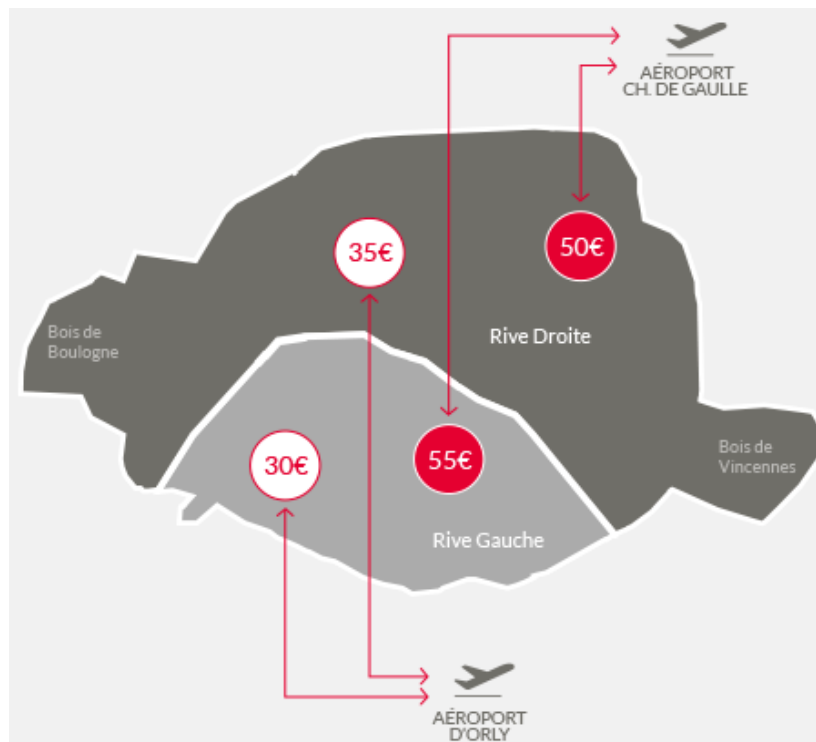 AÉROPORT
CH. DE GAULLE
35€
50€
Bois de
Boulogne
Rive Droite
30€
55€
Bois de
Vincennes
Rive Gauche
AÉROPORT
D'ORLY